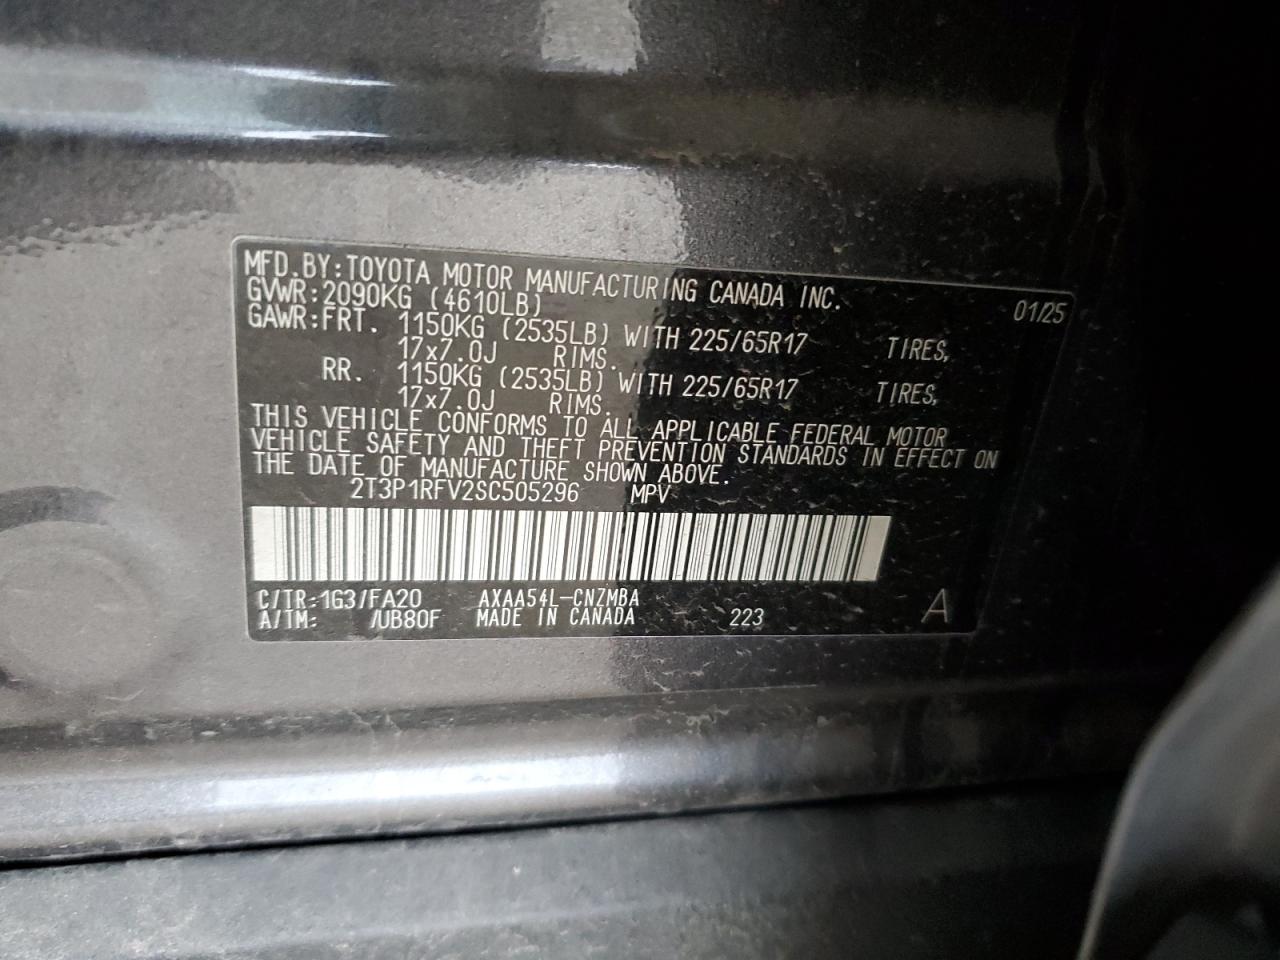 MFD.BY:TOYOTA MOTOR MANUFACTURING CANADA INC.
GVWR:2090KG (4610LB) 01/25
GAWR:FRT. 1150KG (2535LB) WITH 225/65R17 TIRES,
17x7.0J RIMS.
RR. 1150KG (2535LB) WITH 225/65R17 TIRES,
17x7.0J RIMS.
THIS VEHICLE CONFORMS TO ALL APPLICABLE FEDERAL MOTOR
VEHICLE SAFETY AND THEFT PREVENTION STANDARDS IN EFFECT ON
THE DATE OF MANUFACTURE SHOWN ABOVE.
2T3P1RFV2SC505296 MPV
C/TR:1G3/FA20 AXAA54L-CNZMBA
A/TM: /UB80F MADE IN CANADA 223 A